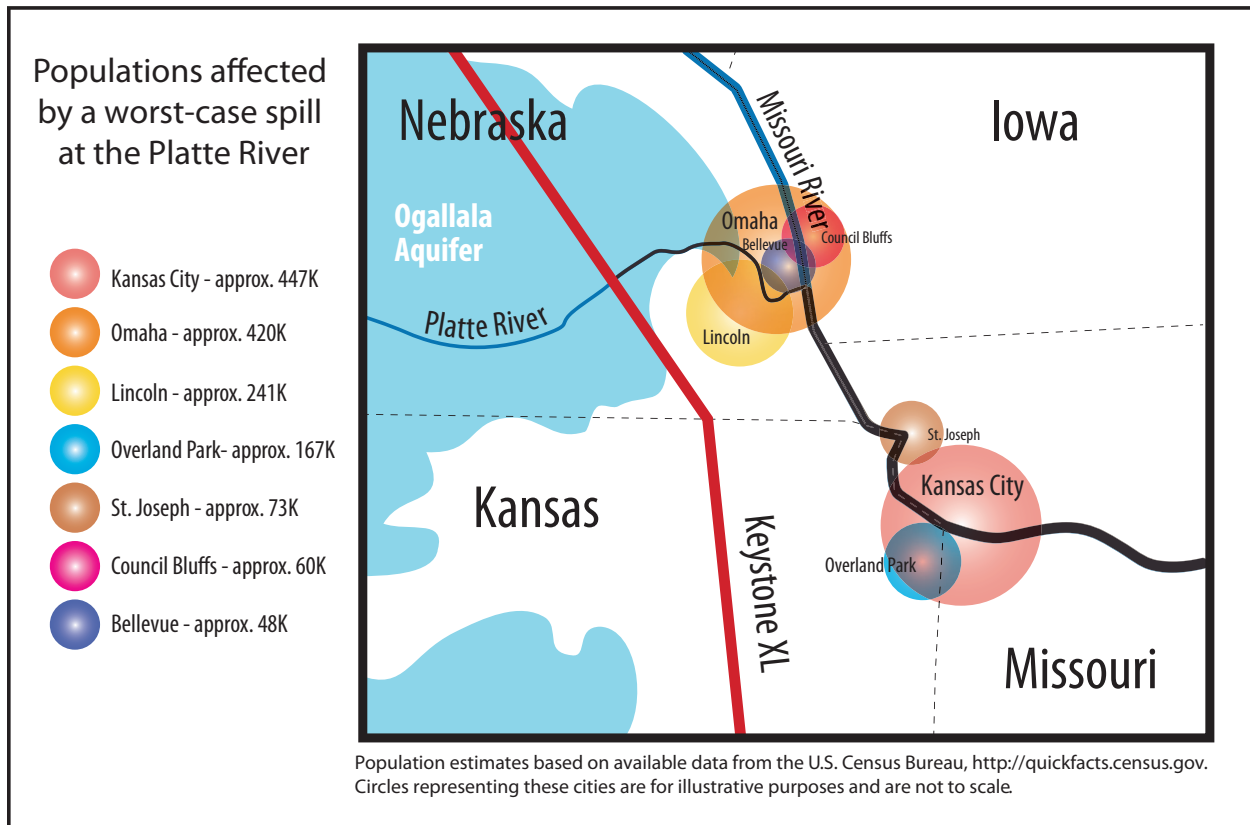 Populations affected
by a worst-case spill
at the Platte River
Kansas City - approx. 447K
Omaha - approx. 420K
Lincoln - approx. 241K
Overland Park- approx. 167K
St. Joseph - approx. 73K
Council Bluffs - approx. 60K
Bellevue - approx. 48K
Nebraska
Iowa
Missouri River
Ogallala
Aquifer
Omaha
Council Bluffs
Bellevue
Platte River
Lincoln
St. Joseph
Kansas City
Kansas
Overland Park
Keystone XL
Missouri
Population estimates based on available data from the U.S. Census Bureau, http://quickfacts.census.gov.
Circles representing these cities are for illustrative purposes and are not to scale.